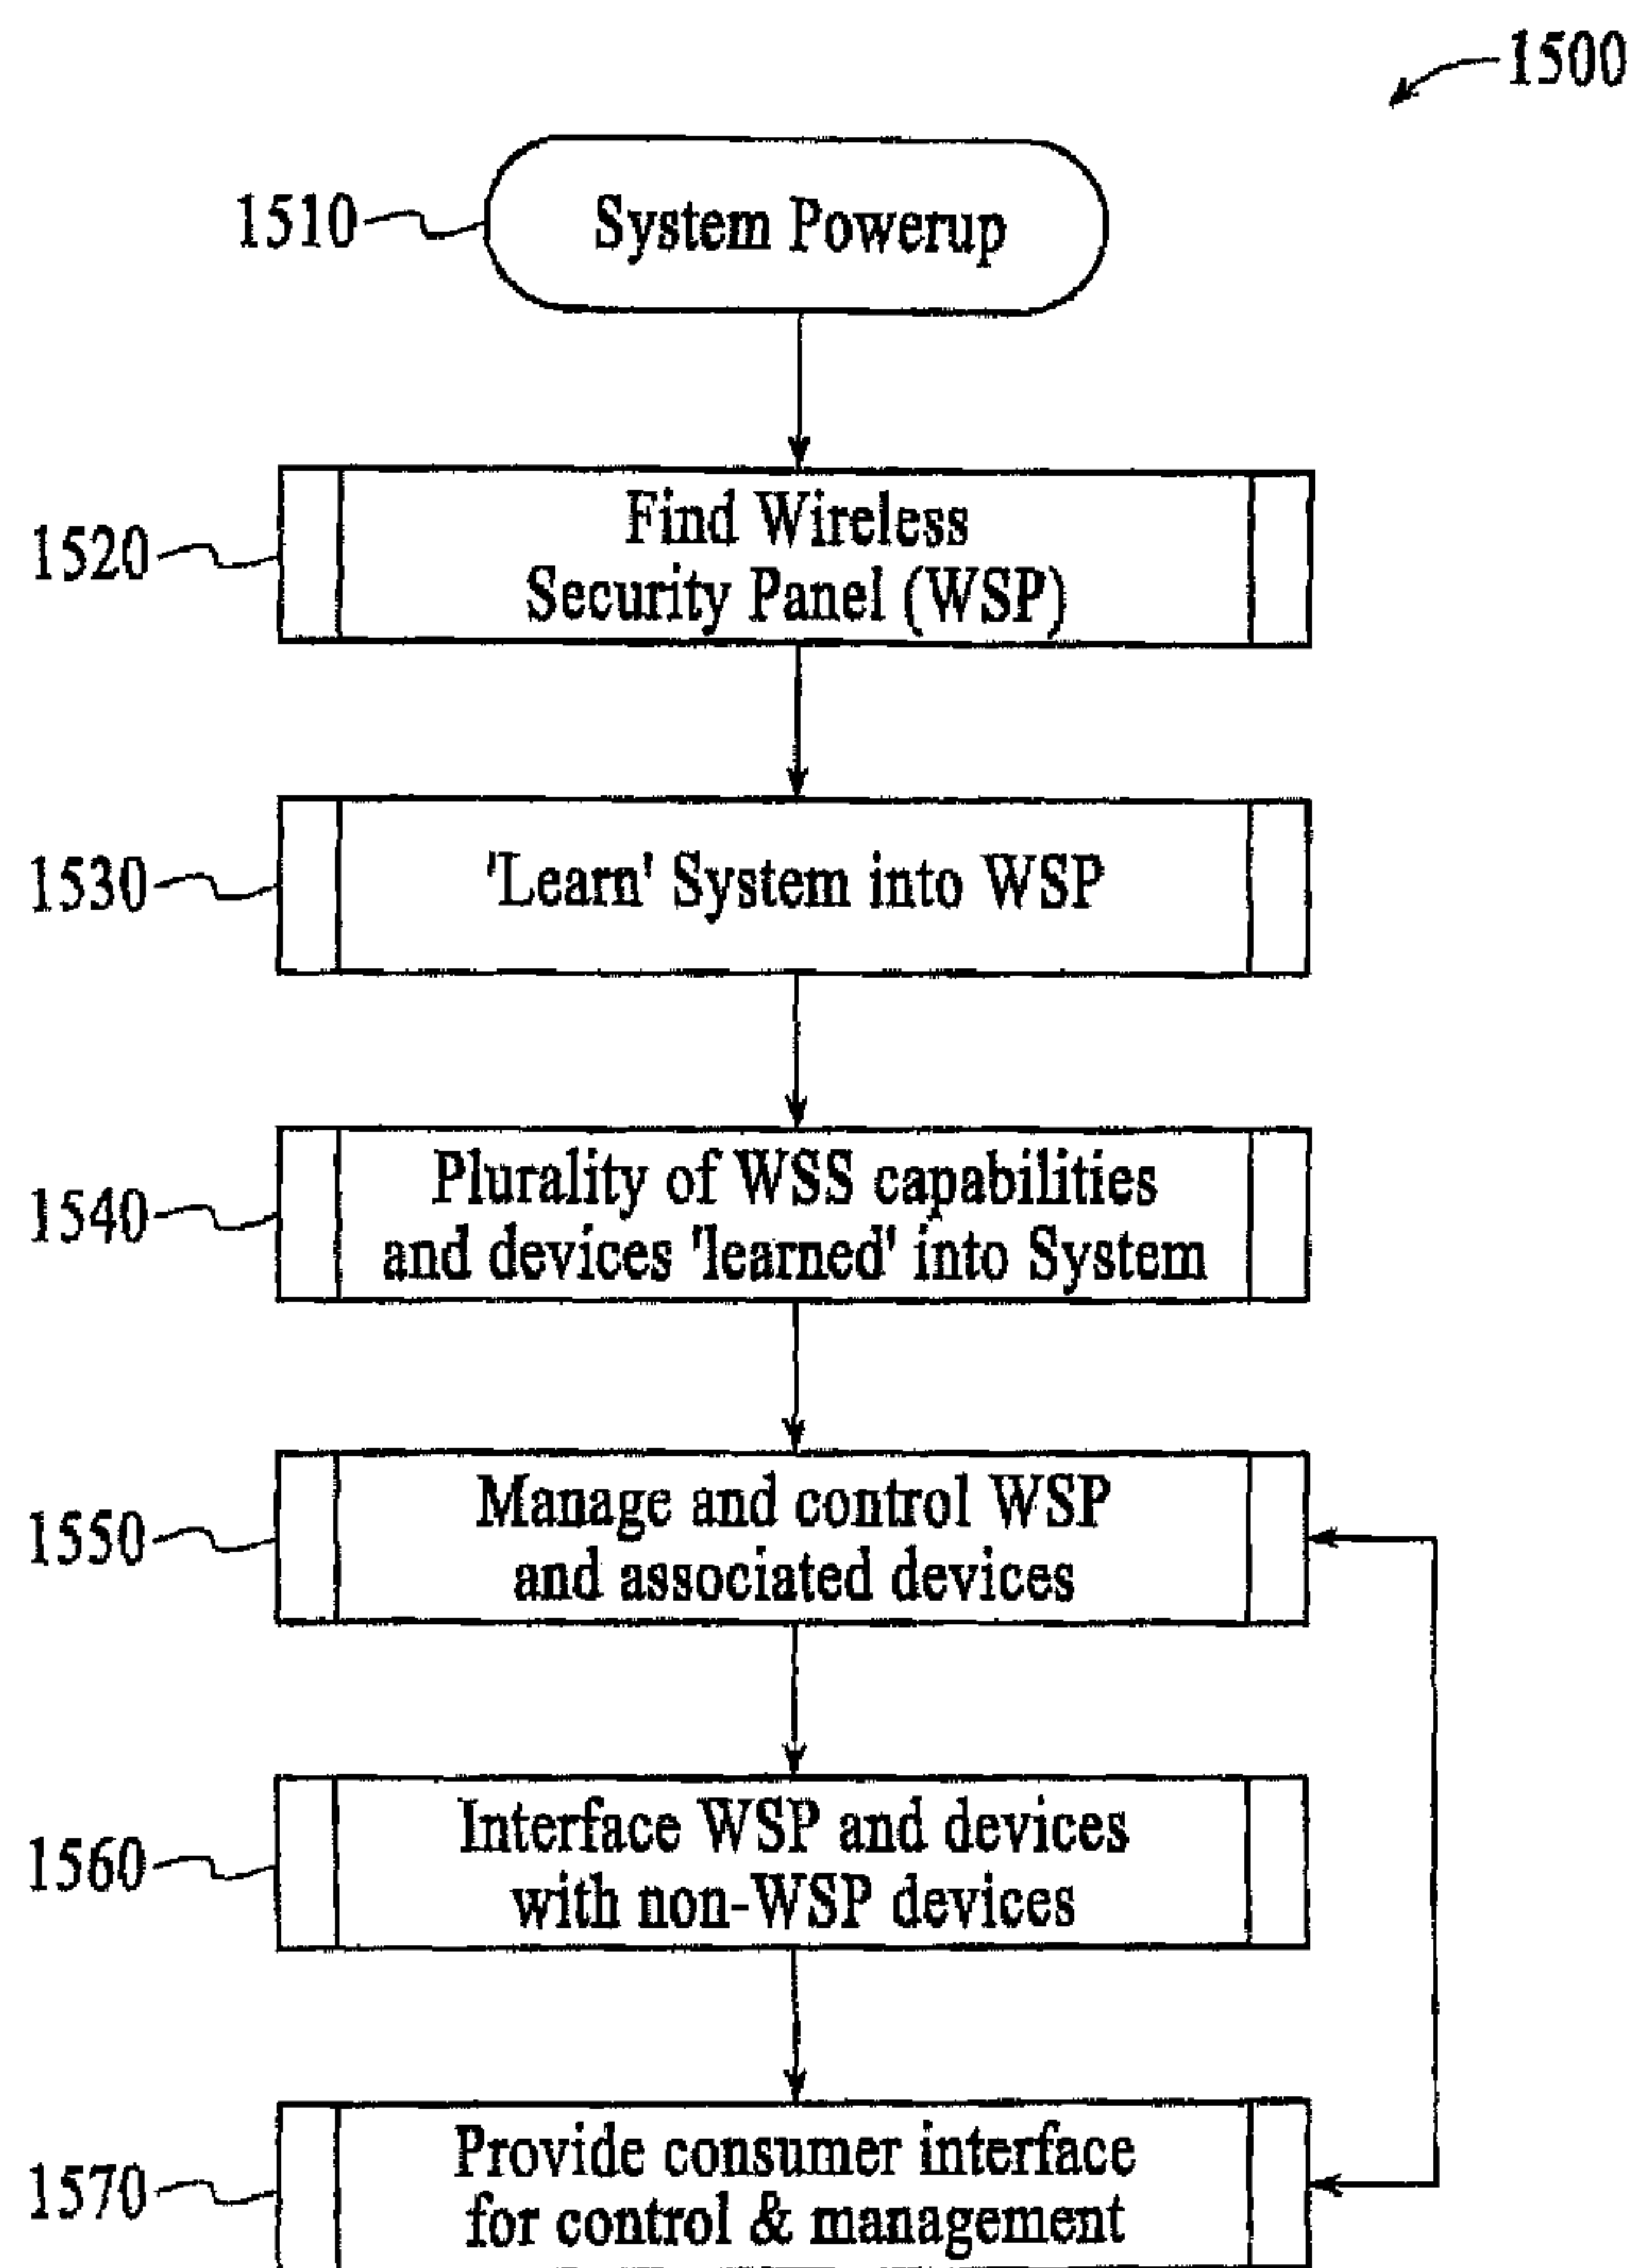 1500
1510
System Powerup
1520
Find Wireless
Security Panel (WSP)
1530
'Learn' System into WSP
1540
Plurality of WSS capabilities
and devices 'learned' into System
1550
Manage and control WSP
and associated devices
1560
Interface WSP and devices
with non-WSP devices
1570
Provide consumer interface
for control & management